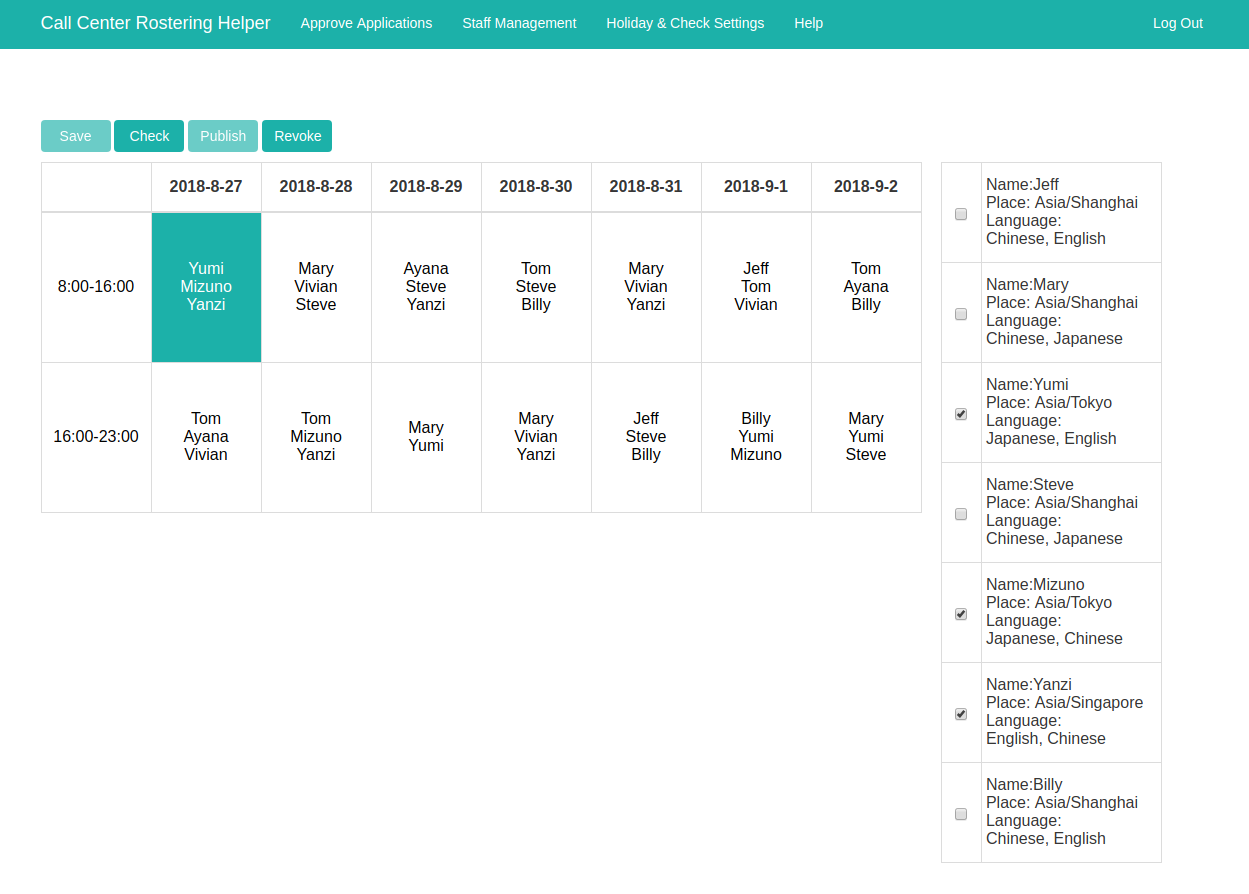 Call Center Rostering Helper Approve Applications Staff Management Holiday & Check Settings Help Log Out
Save Check Publish Revoke
2018-8-27 2018-8-28 2018-8-29 2018-8-30 2018-8-31 2018-9-1 2018-9-2
8:00-16:00
Yumi
Mizuno
Yanzi
Mary
Vivian
Steve
Ayana
Steve
Yanzi
Tom
Steve
Billy
Mary
Vivian
Yanzi
Jeff
Tom
Vivian
Tom
Ayana
Billy
16:00-23:00
Tom
Ayana
Vivian
Tom
Mizuno
Yanzi
Mary
Yumi
Mary
Vivian
Yanzi
Jeff
Steve
Billy
Billy
Yumi
Mizuno
Mary
Yumi
Steve
Name:Jeff
Place: Asia/Shanghai
Language:
Chinese, English
Name:Mary
Place: Asia/Shanghai
Language:
Chinese, Japanese
Name:Yumi
Place: Asia/Tokyo
Language:
Japanese, English
Name:Steve
Place: Asia/Shanghai
Language:
Chinese, Japanese
Name:Mizuno
Place: Asia/Tokyo
Language:
Japanese, Chinese
Name:Yanzi
Place: Asia/Singapore
Language:
English, Chinese
Name:Billy
Place: Asia/Shanghai
Language:
Chinese, English